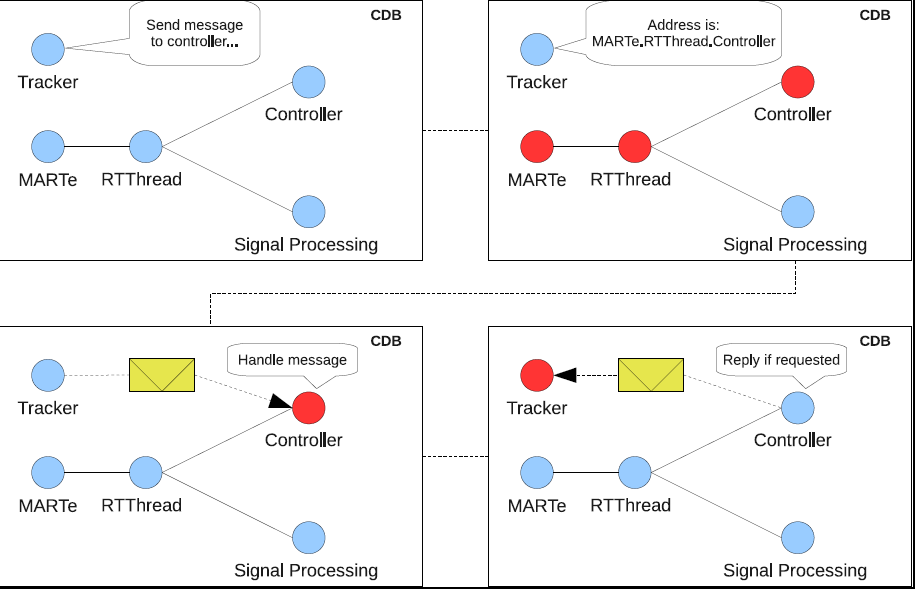 CDB
Send message
to controller...
Tracker
Controller
MARTe
RTThread
Signal Processing
CDB
Address is:
MARTe.RTThread.Controller
Tracker
Controller
MARTe
RTThread
Signal Processing
CDB
Handle message
Tracker
Controller
MARTe
RTThread
Signal Processing
CDB
Reply if requested
Tracker
Controller
MARTe
RTThread
Signal Processing